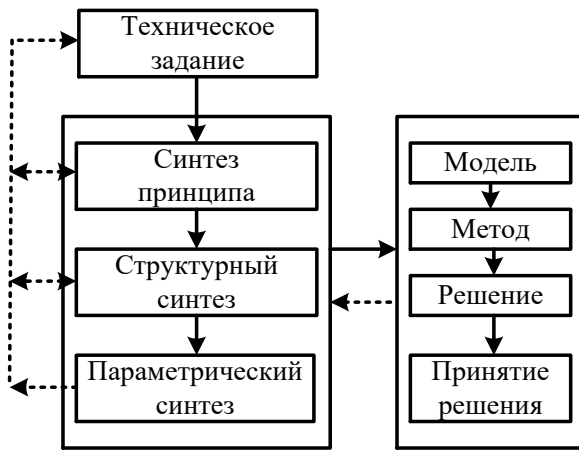 Техническое
задание
Синтез
принципа
Структурный
синтез
Параметрический
синтез
Модель
Метод
Решение
Принятие
решения